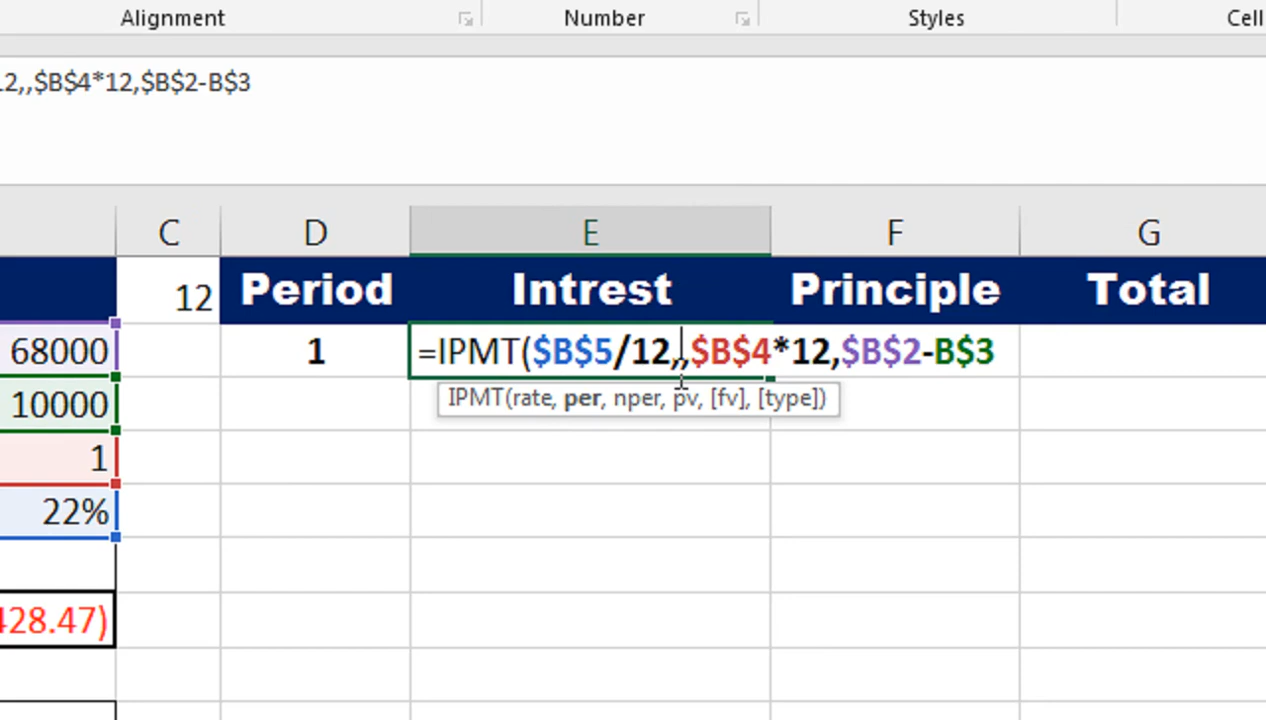 Alignment Number Styles Cell
12,,$B$4*12,$B$2-B$3
C D E F G
12 Period Intrest Principle Total
68000 1 =IPMT($B$5/12,,$B$4*12,$B$2-B$3
10000 IPMT(rate, per, nper, pv, [fv], [type])
1
22%
428.47)